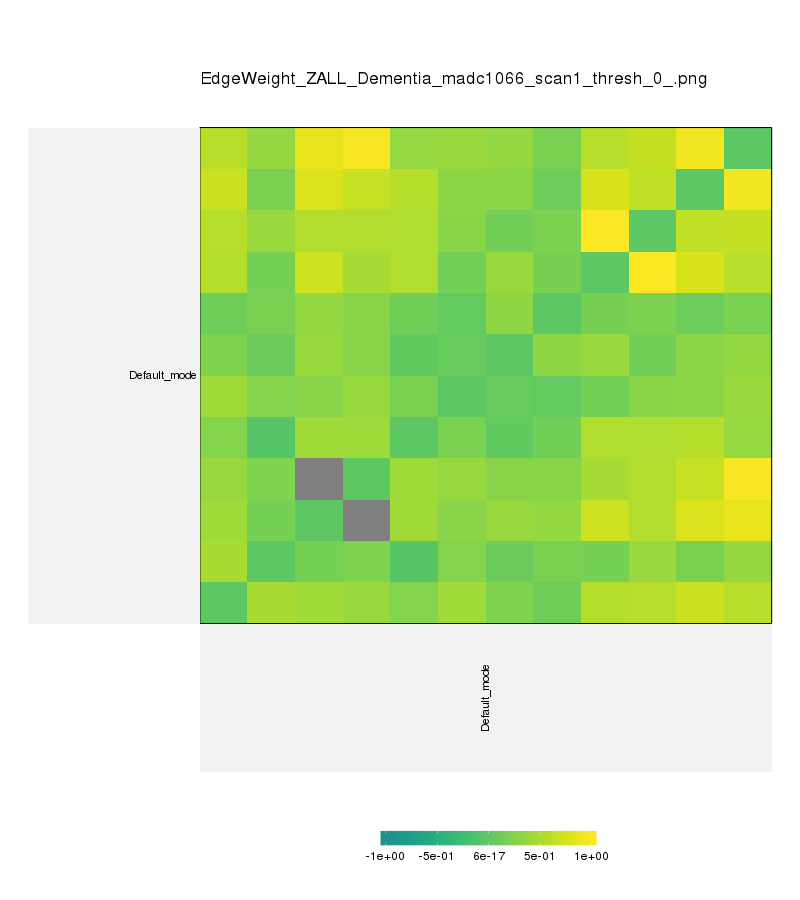 EdgeWeight_ZALL_Dementia_madc1066_scan1_thresh_0_.png
Default_mode
Default_mode
-1e+00 -5e-01 6e-17 5e-01 1e+00